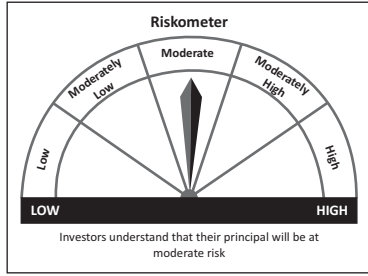 Riskometer
Low
Moderately
Low
Moderate
Moderately
High
High
LOW
HIGH
Investors understand that their principal will be at
moderate risk